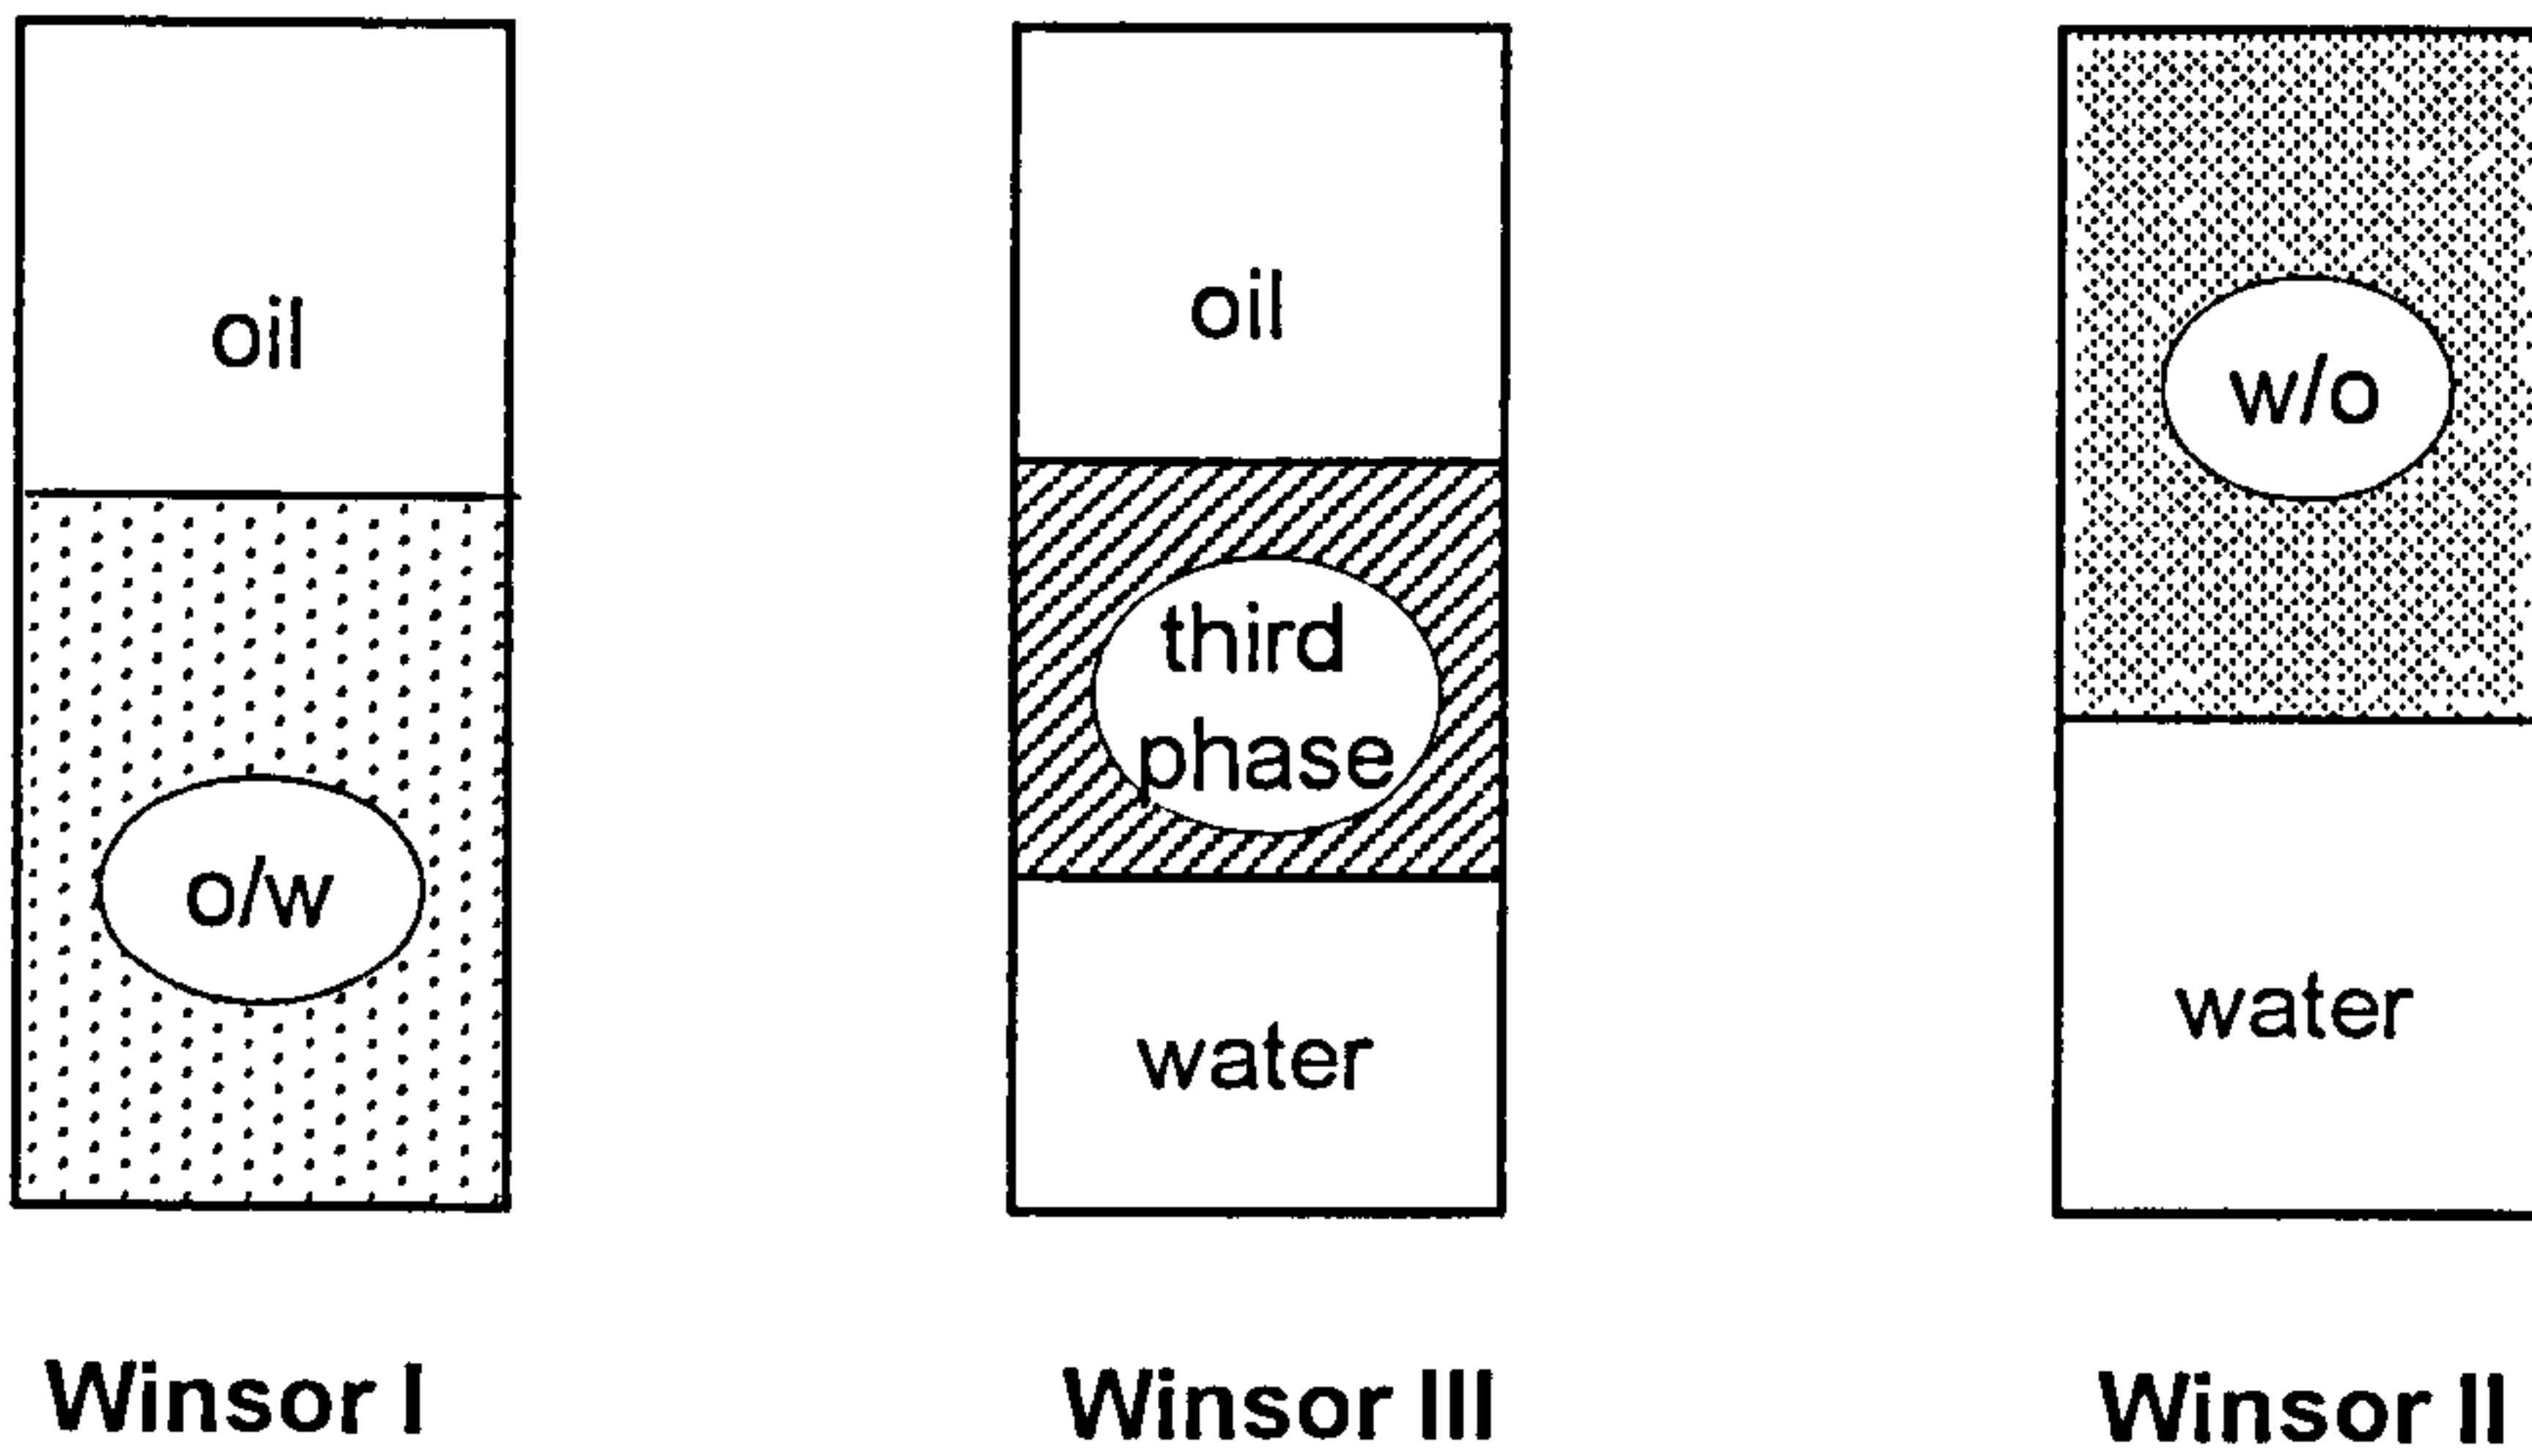 oil
o/w
Winsor I
oil
third
phase
water
Winsor III
w/o
water
Winsor II